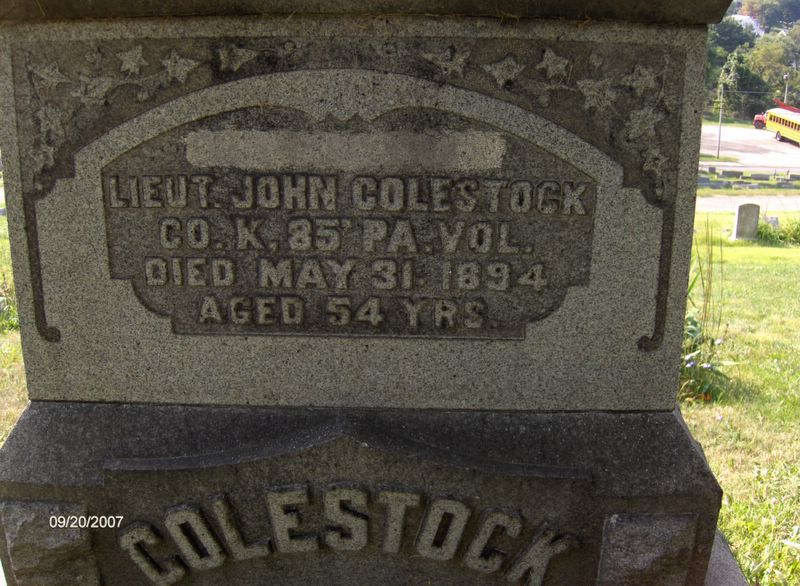 LIEUT. JOHN COLESTOCK
CO. K, 85' PA. VOL.
DIED MAY 31. 1894
AGED 54 YRS.
COLESTOCK
09/20/2007